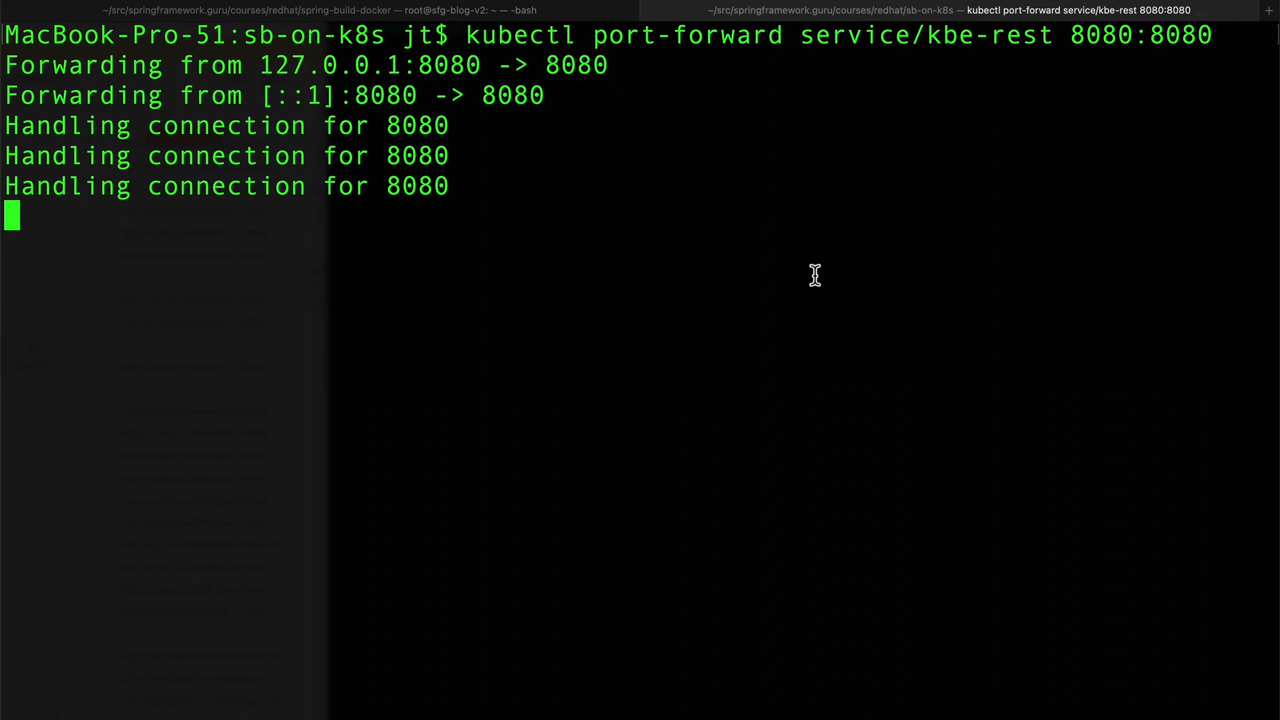 ~/src/springframework.guru/courses/redhat/spring-build-docker — root@sfg-blog-v2: ~ — -bash
~/src/springframework.guru/courses/redhat/sb-on-k8s — kubectl port-forward service/kbe-rest 8080:8080
MacBook-Pro-51:sb-on-k8s jt$ kubectl port-forward service/kbe-rest 8080:8080
Forwarding from 127.0.0.1:8080 -> 8080
Forwarding from [::1]:8080 -> 8080
Handling connection for 8080
Handling connection for 8080
Handling connection for 8080